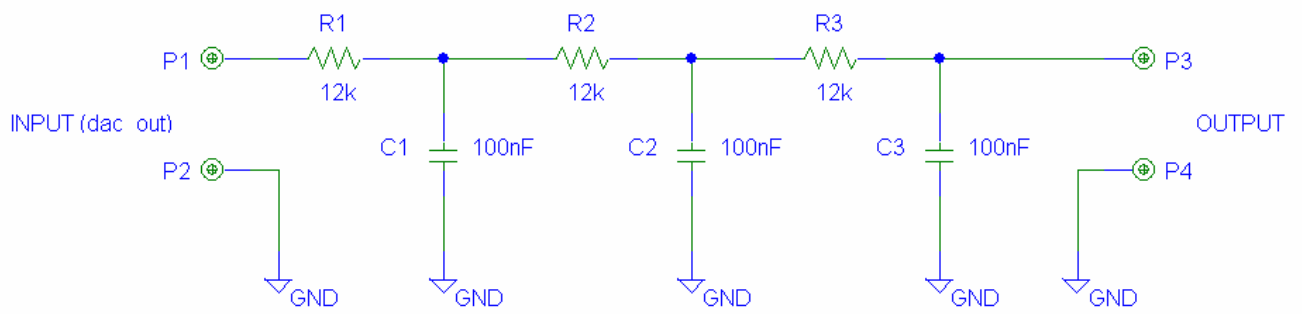 R1 R2 R3
P1 P3
12k 12k 12k
INPUT (dac out) OUTPUT
C1 100nF C2 100nF C3 100nF
P2 P4
GND GND GND GND GND